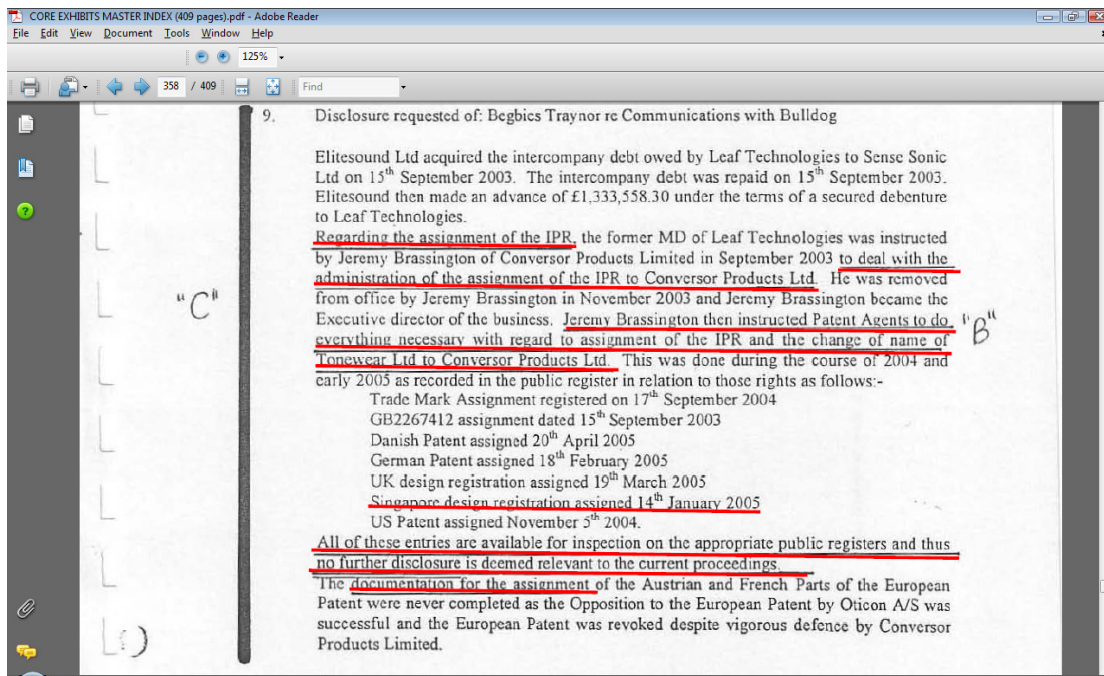 CORE EXHIBITS MASTER INDEX (409 pages).pdf - Adobe Reader
File Edit View Document Tools Window Help
125%
358 / 409 Find
9. Disclosure requested of: Begbies Traynor re Communications with Bulldog
Elitesound Ltd acquired the intercompany debt owed by Leaf Technologies to Sense Sonic
Ltd on 15th September 2003. The intercompany debt was repaid on 15th September 2003.
Elitesound then made an advance of £1,333,558.30 under the terms of a secured debenture
to Leaf Technologies.
Regarding the assignment of the IPR, the former MD of Leaf Technologies was instructed
by Jeremy Brassington of Conversor Products Limited in September 2003 to deal with the
administration of the assignment of the IPR to Conversor Products Ltd. He was removed
from office by Jeremy Brassington in November 2003 and Jeremy Brassington became the
"C"
Executive director of the business. Jeremy Brassington then instructed Patent Agents to do
"B"
everything necessary with regard to assignment of the IPR and the change of name of
Tonewear Ltd to Conversor Products Ltd. This was done during the course of 2004 and
early 2005 as recorded in the public register in relation to those rights as follows:-
Trade Mark Assignment registered on 17th September 2004
GB2267412 assignment dated 15th September 2003
Danish Patent assigned 20th April 2005
German Patent assigned 18th February 2005
UK design registration assigned 19th March 2005
Singapore design registration assigned 14th January 2005
US Patent assigned November 5th 2004.
All of these entries are available for inspection on the appropriate public registers and thus
no further disclosure is deemed relevant to the current proceedings.
The documentation for the assignment of the Austrian and French Parts of the European
Patent were never completed as the Opposition to the European Patent by Oticon A/S was
successful and the European Patent was revoked despite vigorous defence by Conversor
Products Limited.